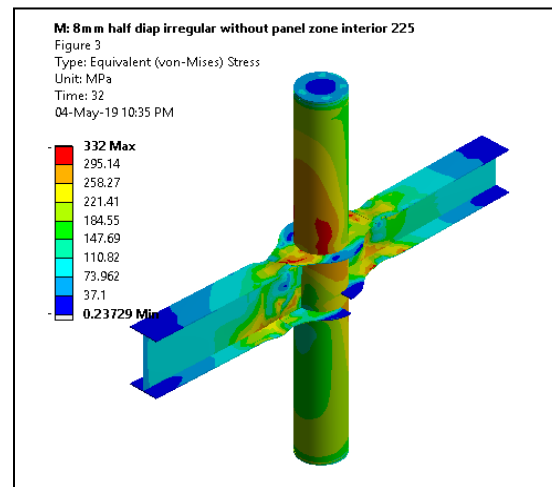 M: 8mm half diap irregular without panel zone interior 225
Figure 3
Type: Equivalent (von-Mises) Stress
Unit: MPa
Time: 32
04-May-19 10:35 PM
332 Max
295.14
258.27
221.41
184.55
147.69
110.82
73.962
37.1
0.23729 Min